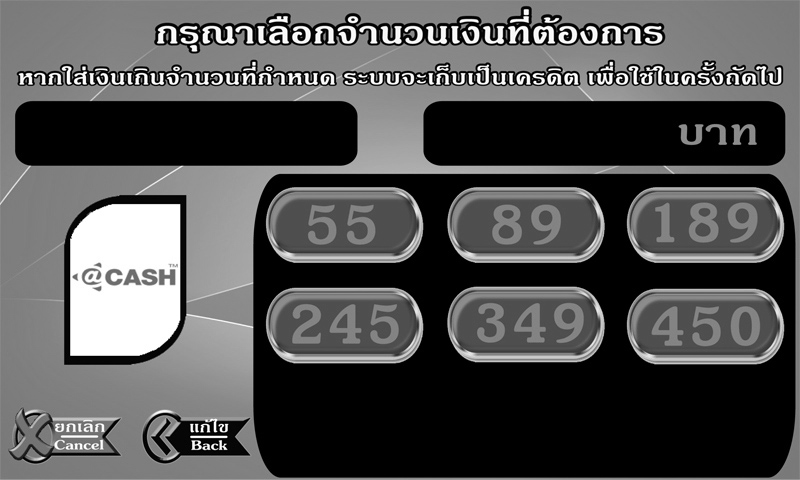 กรุณาเลือกจำนวนเงินที่ต้องการ
หากใส่เงินเกินจำนวนที่กำหนด ระบบจะเก็บเป็นเครดิต เพื่อใช้ในครั้งถัดไป
บาท
55 89 189
@CASH™
245 349 450
ยกเลิก แก้ไข
Cancel Back